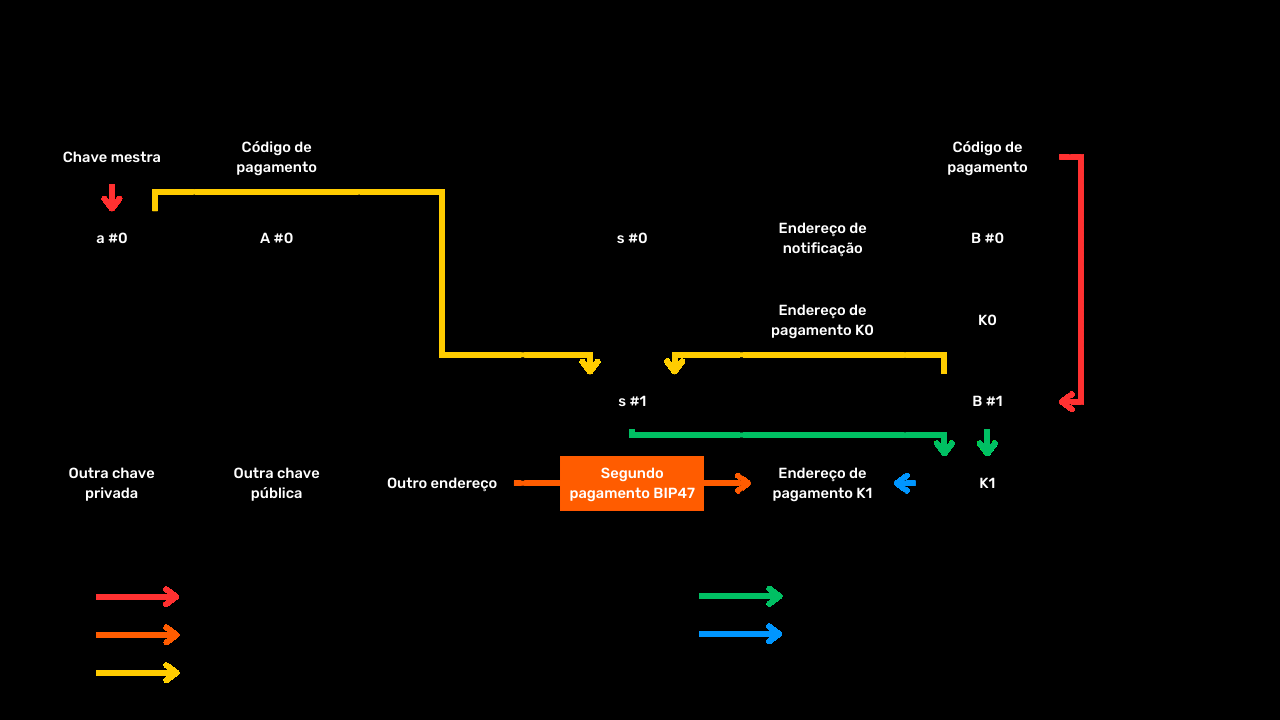 Chave mestra
Código de
pagamento
Código de
pagamento
a #0
A #0
s #0
Endereço de
notificação
B #0
Endereço de
pagamento K0
K0
s #1
B #1
Outra chave
privada
Outra chave
pública
Outro endereço
Segundo
pagamento BIP47
Endereço de
pagamento K1
K1